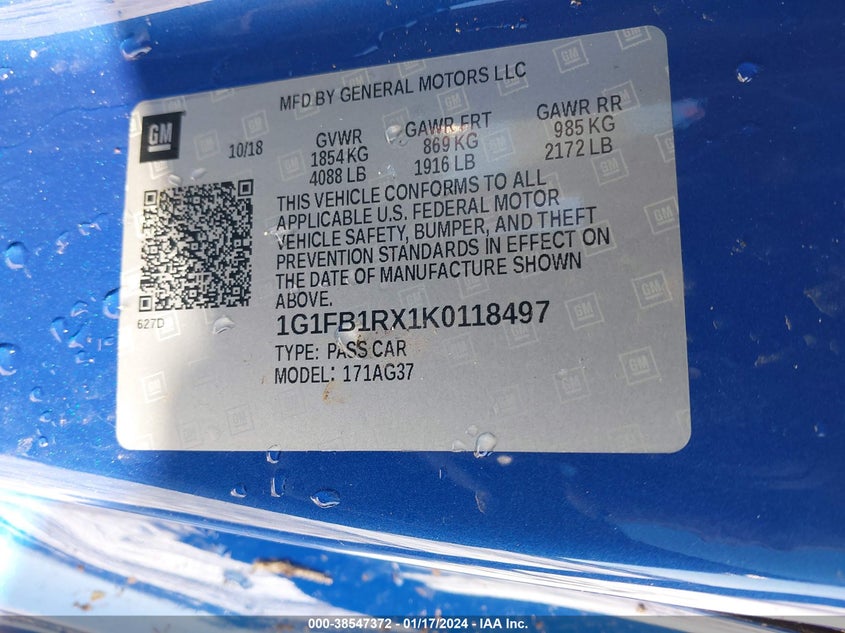 MFD BY GENERAL MOTORS LLC
GM
10/18
GVWR GAWR FRT GAWR RR
1854 KG 869 KG 985 KG
4088 LB 1916 LB 2172 LB
THIS VEHICLE CONFORMS TO ALL
APPLICABLE U.S. FEDERAL MOTOR
VEHICLE SAFETY, BUMPER, AND THEFT
PREVENTION STANDARDS IN EFFECT ON
THE DATE OF MANUFACTURE SHOWN
ABOVE.
627D
1G1FB1RX1K0118497
TYPE: PASS CAR
MODEL: 171AG37
000-38547372 - 01/17/2024 - IAA Inc.